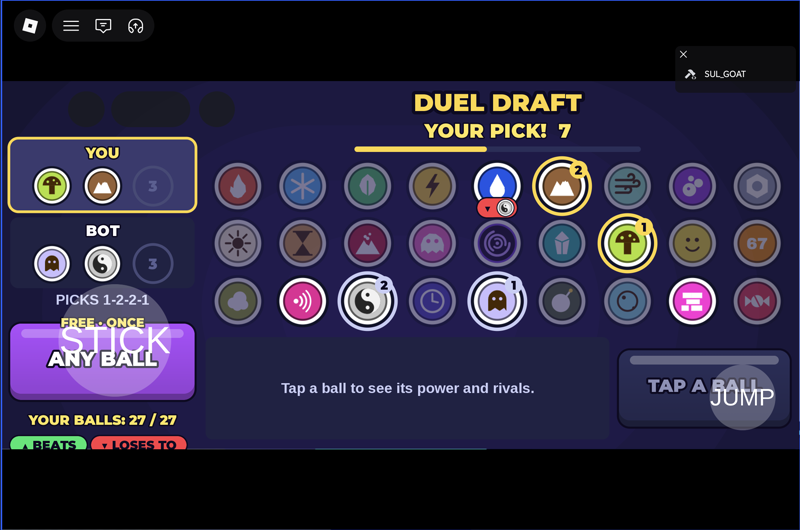 SUL_GOAT
DUEL DRAFT
YOUR PICK! 7
YOU
3
BOT
3
PICKS 1-2-2-1
FREE • ONCE
STICK
ANY BALL
YOUR BALLS: 27 / 27
▲ BEATS
▼ LOSES TO
2
1
67
2
1
Tap a ball to see its power and rivals.
TAP A BALL
JUMP